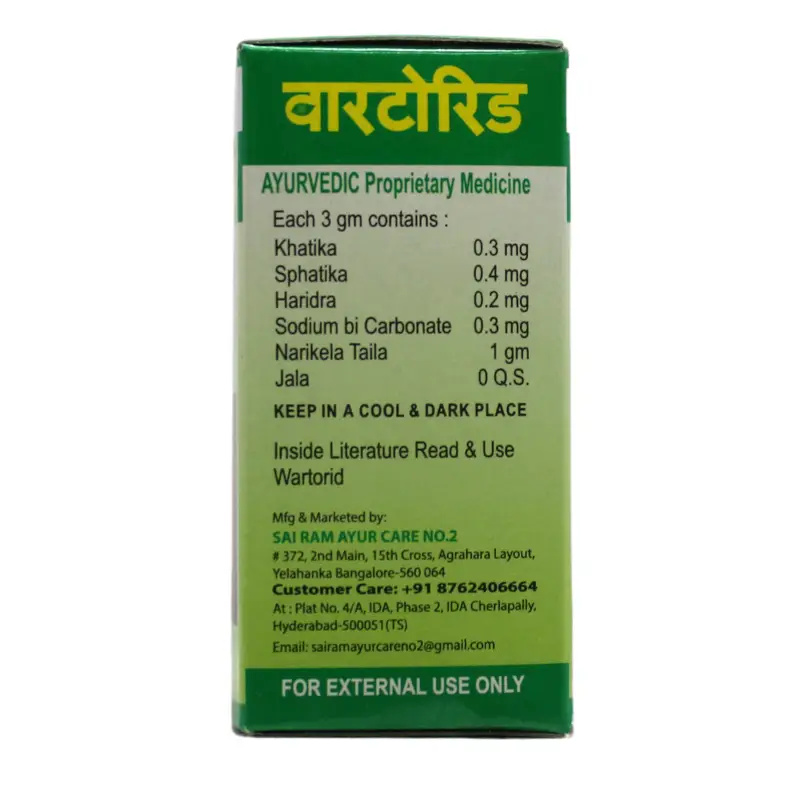 वारटोरिड
AYURVEDIC Proprietary Medicine
Each 3 gm contains :
Khatika 0.3 mg
Sphatika 0.4 mg
Haridra 0.2 mg
Sodium bi Carbonate 0.3 mg
Narikela Taila 1 gm
Jala 0 Q.S.
KEEP IN A COOL & DARK PLACE
Inside Literature Read & Use
Wartorid
Mfg & Marketed by:
SAI RAM AYUR CARE NO.2
# 372, 2nd Main, 15th Cross, Agrahara Layout,
Yelahanka Bangalore-560 064
Customer Care: +91 8762406664
At : Plat No. 4/A, IDA, Phase 2, IDA Cherlapally,
Hyderabad-500051(TS)
Email: sairamayurcareno2@gmail.com
FOR EXTERNAL USE ONLY